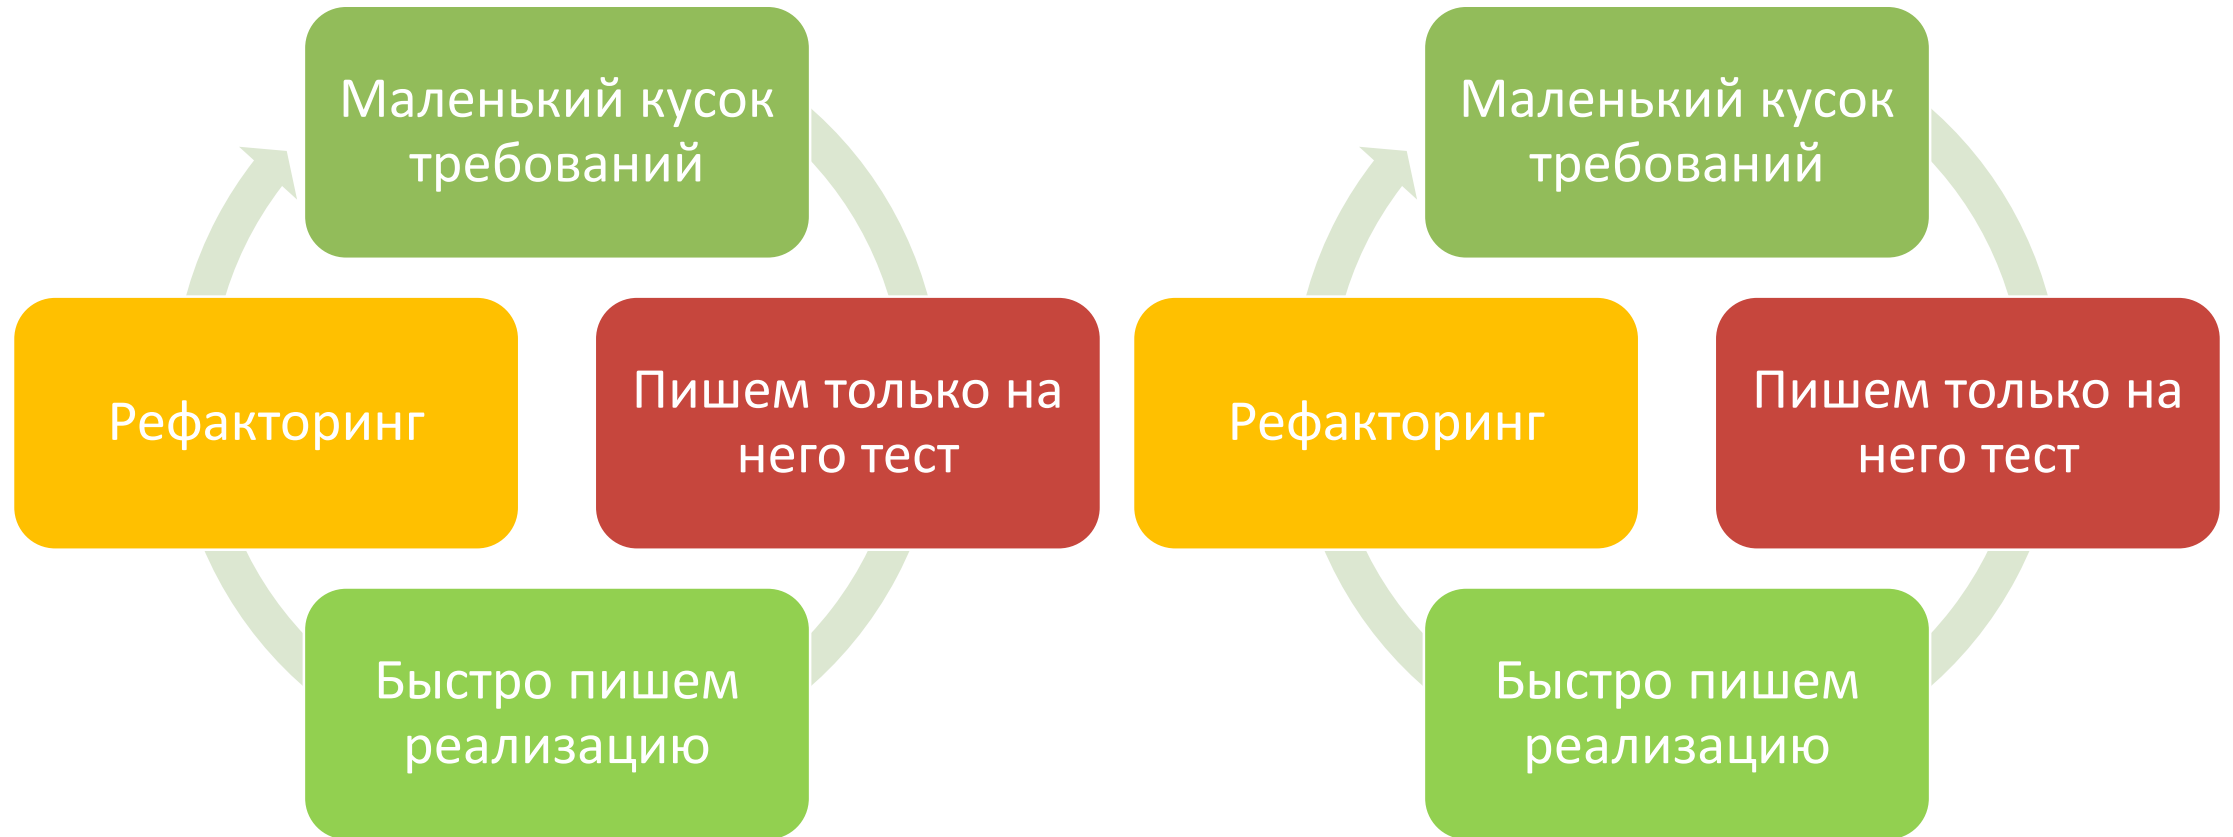 Маленький кусок
требований
Пишем только на
него тест
Быстро пишем
реализацию
Рефакторинг
Маленький кусок
требований
Пишем только на
него тест
Быстро пишем
реализацию
Рефакторинг